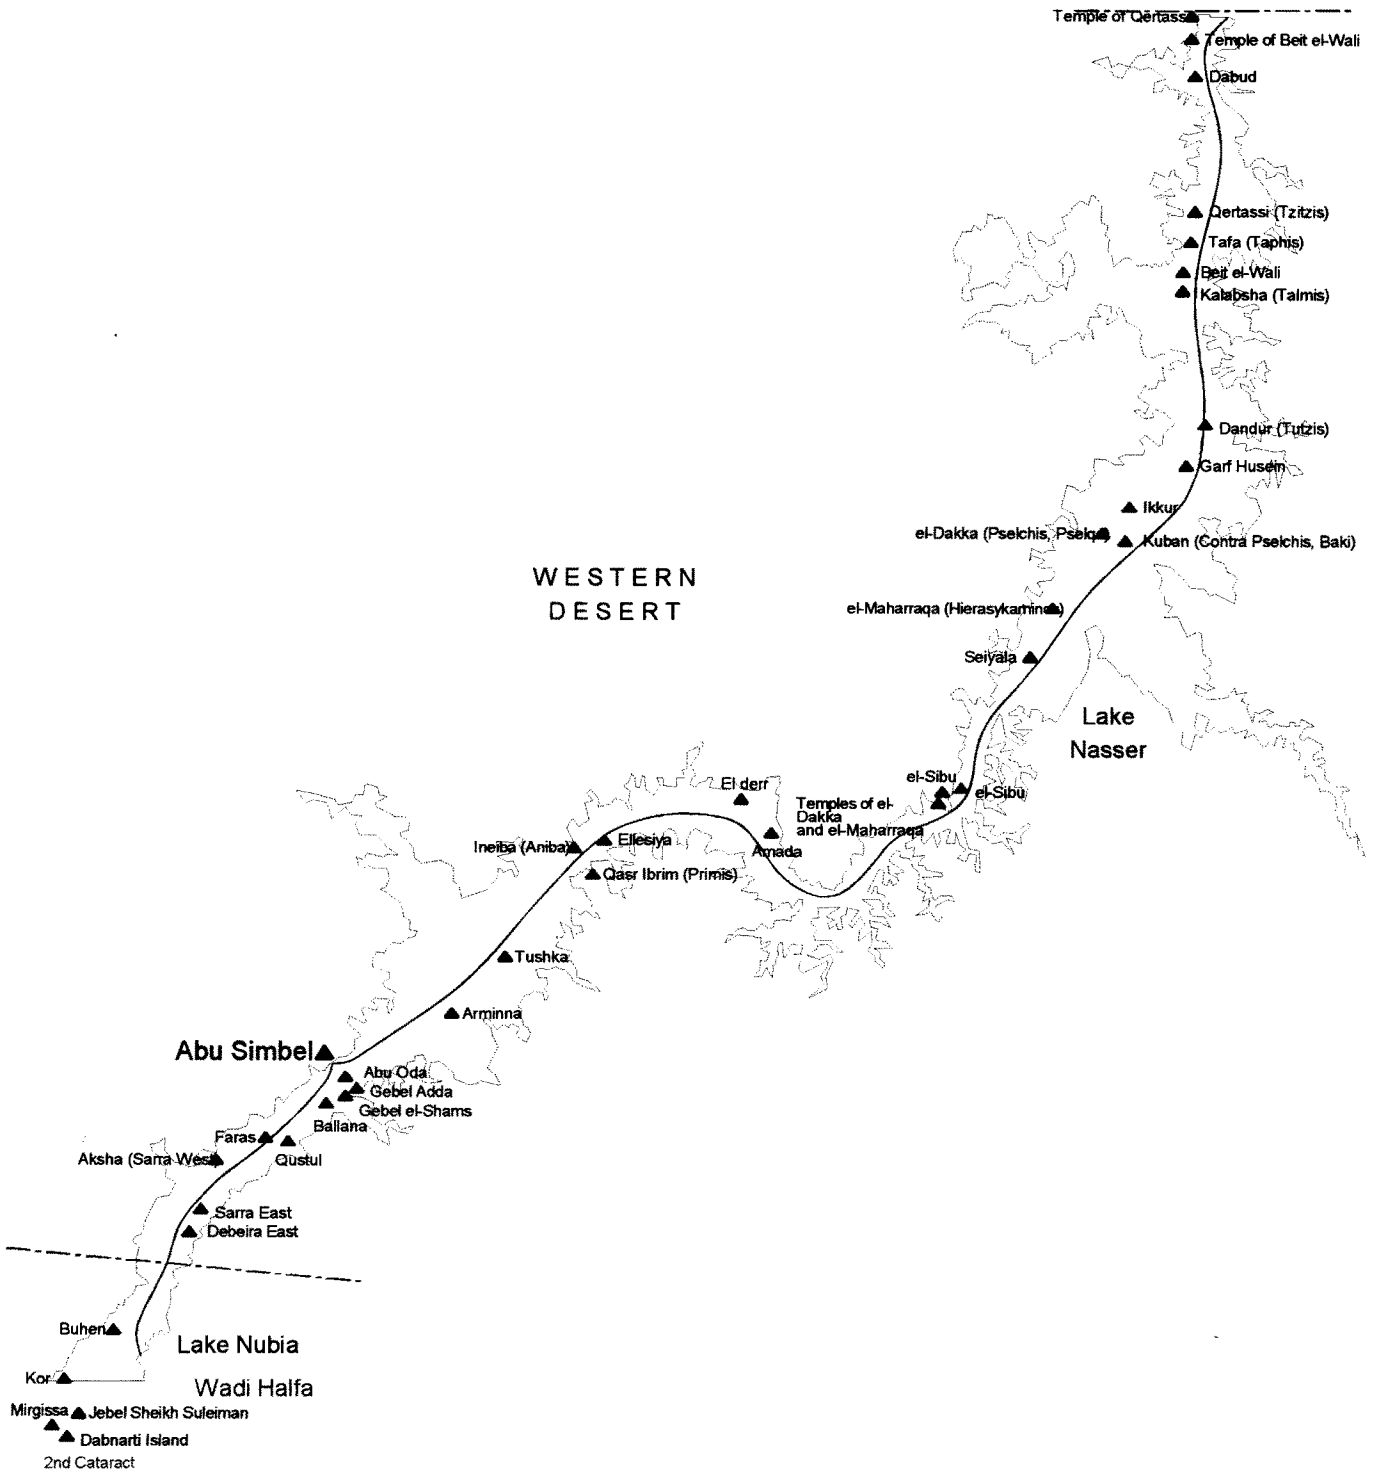 Temple of Qertassi
Temple of Beit el-Wali
Dabud
Qertassi (Tzitzis)
Tafa (Taphis)
Beit el-Wali
Kalabsha (Talmis)
Dandur (Tutzis)
Garf Husein
Ikkur
el-Dakka (Pselchis, Pselqet)
Kuban (Contra Pselchis, Baki)
WESTERN
DESERT
el-Maharraqa (Hierasykaminos)
Seiyala
Lake
Nasser
el-Sibu
el-Sibu
El derr
Temples of el-
Dakka
and el-Maharraqa
Amada
Ineiba (Aniba)
Ellesiya
Qasr Ibrim (Primis)
Tushka
Arminna
Abu Simbel
Abu Oda
Gebel Adda
Gebel el-Shams
Ballana
Faras
Qustul
Aksha (Sarra West)
Sarra East
Debeira East
Buhen
Lake Nubia
Kor
Wadi Halfa
Mirgissa
Jebel Sheikh Suleiman
Dabnarti Island
2nd Cataract